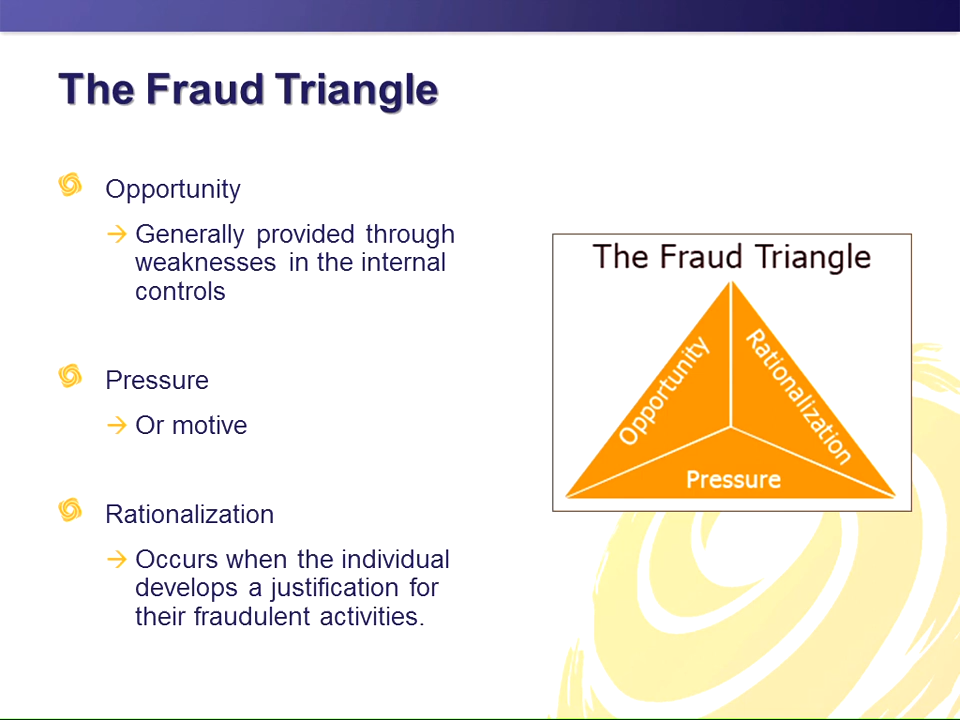 The Fraud Triangle
Opportunity
→ Generally provided through
weaknesses in the internal
controls
Pressure
→ Or motive
Rationalization
→ Occurs when the individual
develops a justification for
their fraudulent activities.
The Fraud Triangle
Opportunity
Rationalization
Pressure